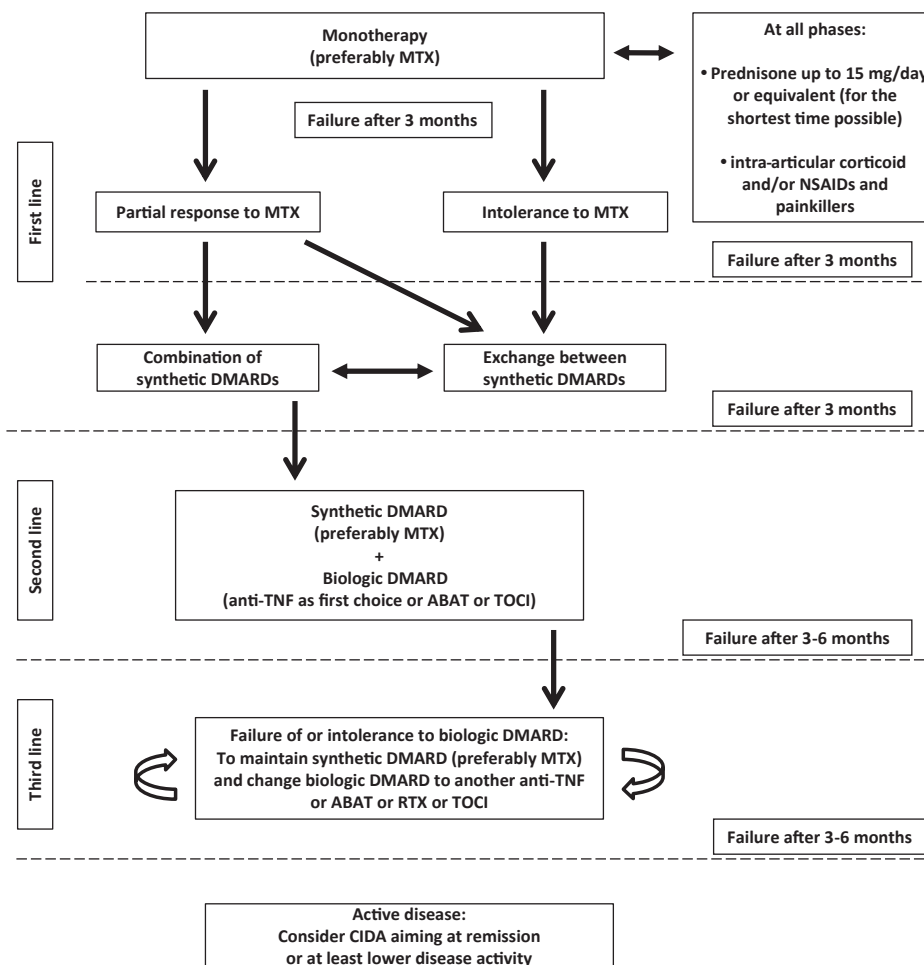 Monotherapy
(preferably MTX)
At all phases:
• Prednisone up to 15 mg/day
or equivalent (for the
shortest time possible)
• intra-articular corticoid
and/or NSAIDs and
painkillers
Failure after 3 months
First line
Partial response to MTX
Intolerance to MTX
Failure after 3 months
Combination of
synthetic DMARDs
Exchange between
synthetic DMARDs
Failure after 3 months
Second line
Synthetic DMARD
(preferably MTX)
+
Biologic DMARD
(anti-TNF as first choice or ABAT or TOCI)
Failure after 3-6 months
Third line
Failure of or intolerance to biologic DMARD:
To maintain synthetic DMARD (preferably MTX)
and change biologic DMARD to another anti-TNF
or ABAT or RTX or TOCI
Failure after 3-6 months
Active disease:
Consider CIDA aiming at remission
or at least lower disease activity